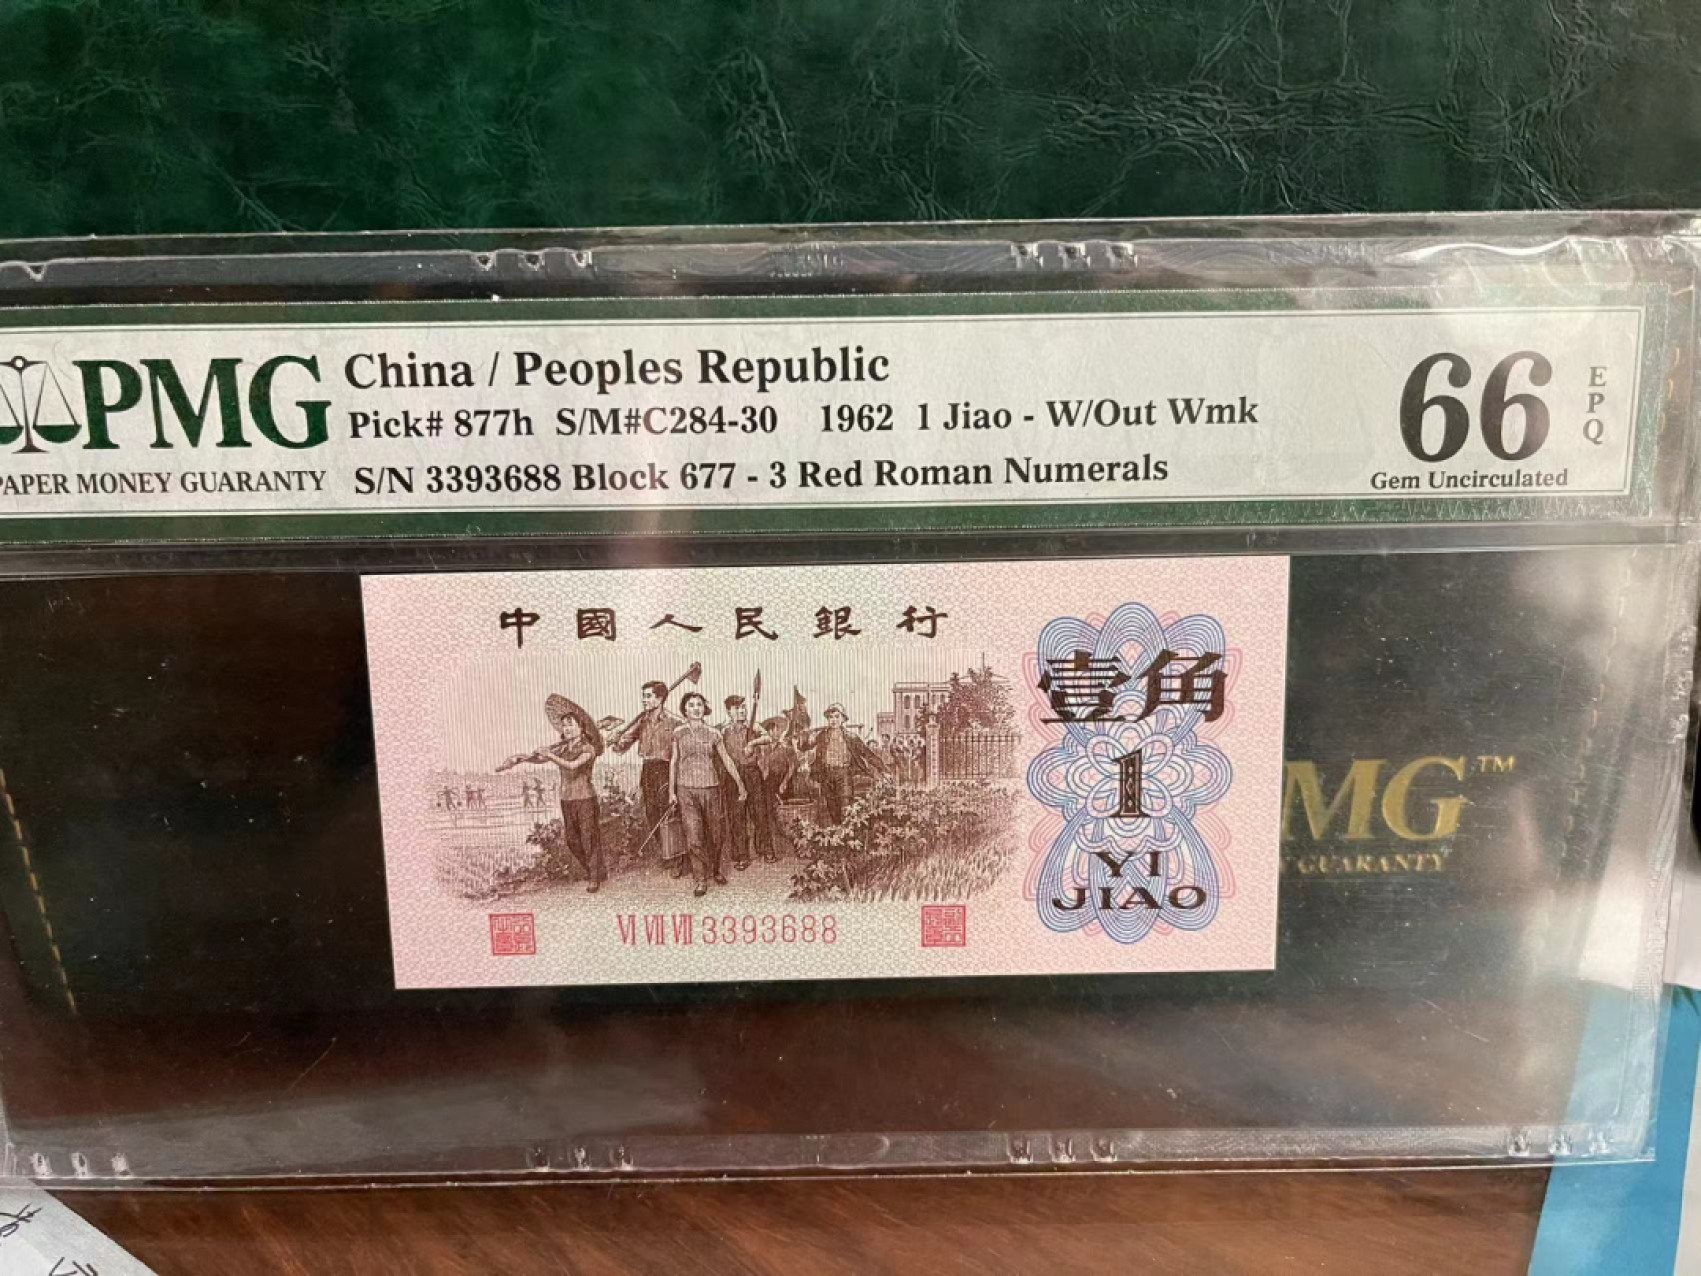 PMG
PAPER MONEY GUARANTY
China / Peoples Republic
Pick# 877h S/M#C284-30 1962 1 Jiao - W/Out Wmk
S/N 3393688 Block 677 - 3 Red Roman Numerals
66 EPQ
Gem Uncirculated
中國人民銀行
壹角
1
YI
JIAO
VI VII VII 3393688
MG™
GUARANTY